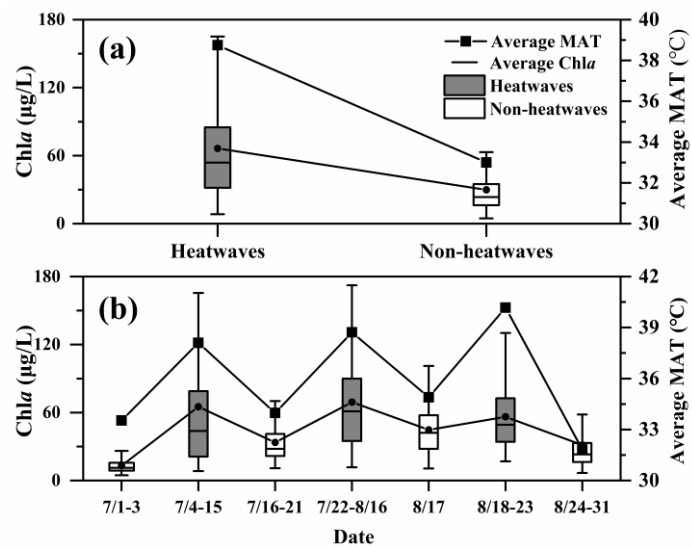 (a)
Average MAT
Average Chla
Heatwaves
Non-heatwaves
Chla (μg/L)
180
120
60
0
40
38
36
34
32
30
Average MAT (°C)
Heatwaves
Non-heatwaves
(b)
Chla (μg/L)
180
120
60
0
42
39
36
33
30
Average MAT (°C)
7/1-3 7/4-15 7/16-21 7/22-8/16 8/17 8/18-23 8/24-31
Date